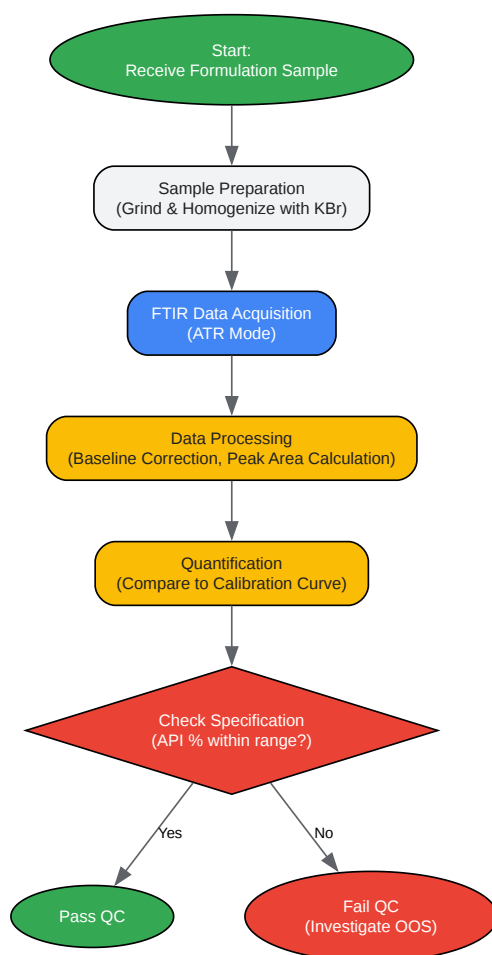 Start:
Receive Formulation Sample
Sample Preparation
(Grind & Homogenize with KBr)
FTIR Data Acquisition
(ATR Mode)
Data Processing
(Baseline Correction, Peak Area Calculation)
Quantification
(Compare to Calibration Curve)
Check Specification
(API % within range?)
Yes
No
Pass QC
Fail QC
(Investigate OOS)